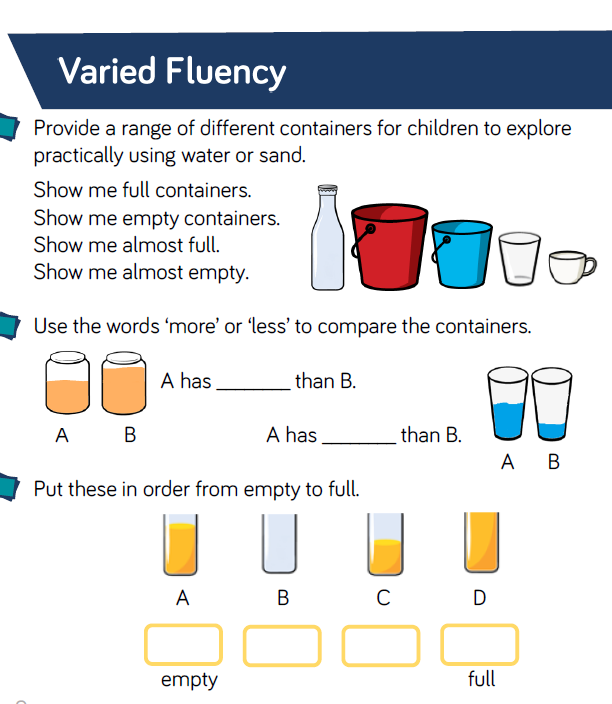 Varied Fluency
Provide a range of different containers for children to explore
practically using water or sand.
Show me full containers.
Show me empty containers.
Show me almost full.
Show me almost empty.
Use the words ‘more’ or ‘less’ to compare the containers.
A has _______ than B.
A B
A has _______ than B.
A B
Put these in order from empty to full.
A B C D
empty full